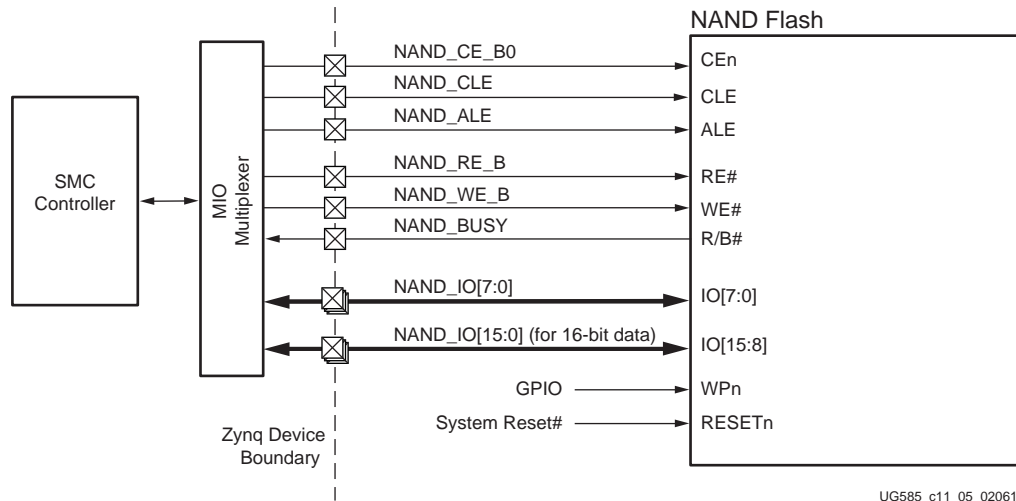 NAND Flash
NAND_CE_B0
CEn
NAND_CLE
CLE
NAND_ALE
ALE
NAND_RE_B
RE#
SMC
Controller
MIO
Multiplexer
NAND_WE_B
WE#
NAND_BUSY
R/B#
NAND_IO[7:0]
IO[7:0]
NAND_IO[15:0] (for 16-bit data)
IO[15:8]
GPIO
WPn
System Reset#
RESETn
Zynq Device
Boundary
UG585_c11_05_02061